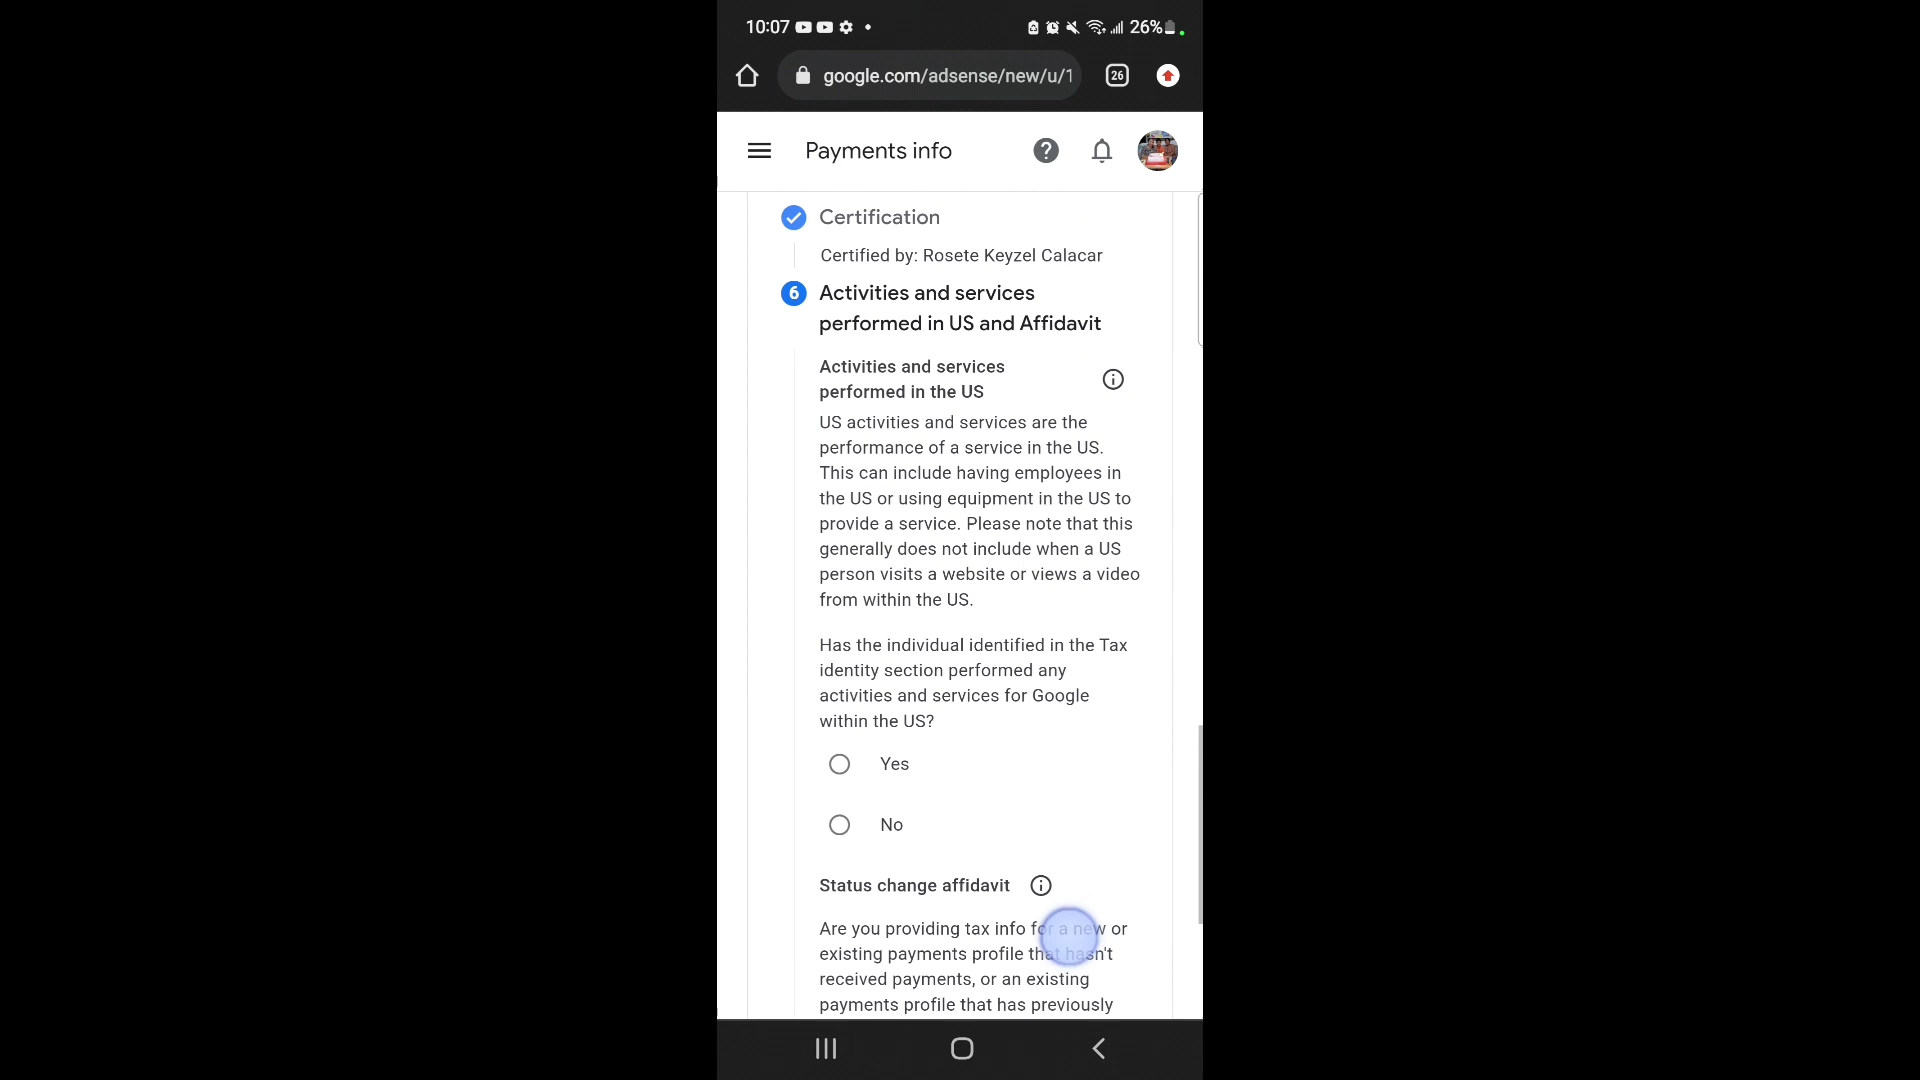 10:07
26%
google.com/adsense/new/u/1
26
Payments info
Certification
Certified by: Rosete Keyzel Calacar
6 Activities and services
performed in US and Affidavit
Activities and services
performed in the US
US activities and services are the
performance of a service in the US.
This can include having employees in
the US or using equipment in the US to
provide a service. Please note that this
generally does not include when a US
person visits a website or views a video
from within the US.
Has the individual identified in the Tax
identity section performed any
activities and services for Google
within the US?
Yes
No
Status change affidavit
Are you providing tax info for a new or
existing payments profile that hasn't
received payments, or an existing
payments profile that has previously